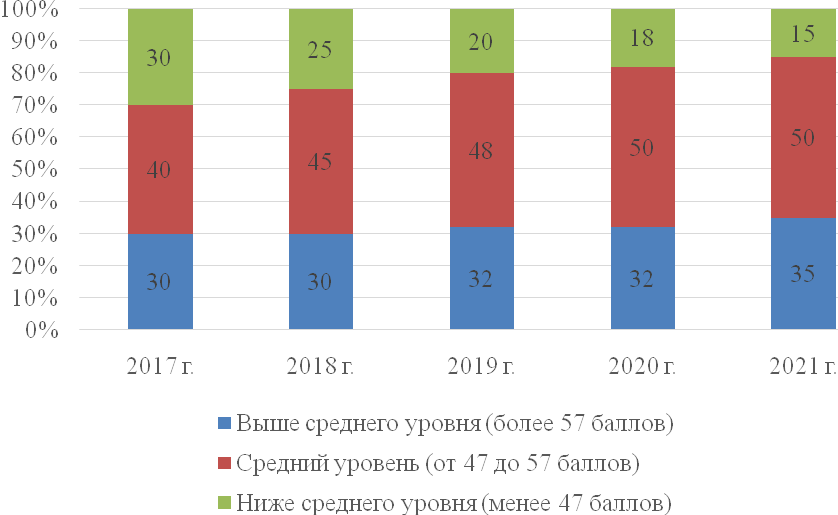 100%
90%
80%
70%
60%
50%
40%
30%
20%
10%
0%
30 25 20 18 15
40 45 48 50 50
30 30 32 32 35
2017 г. 2018 г. 2019 г. 2020 г. 2021 г.
Выше среднего уровня (более 57 баллов)
Средний уровень (от 47 до 57 баллов)
Ниже среднего уровня (менее 47 баллов)